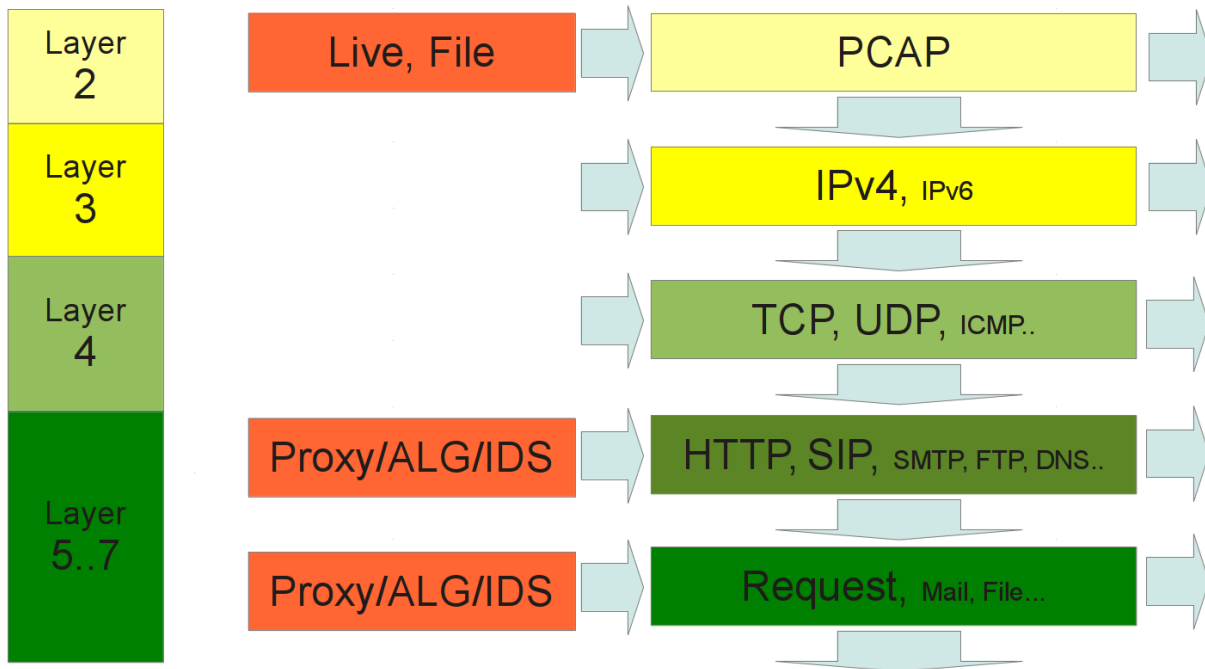 Layer
2
Live, File
PCAP
Layer
3
IPv4, IPv6
Layer
4
TCP, UDP, ICMP..
Layer
5..7
Proxy/ALG/IDS
HTTP, SIP, SMTP, FTP, DNS..
Proxy/ALG/IDS
Request, Mail, File...